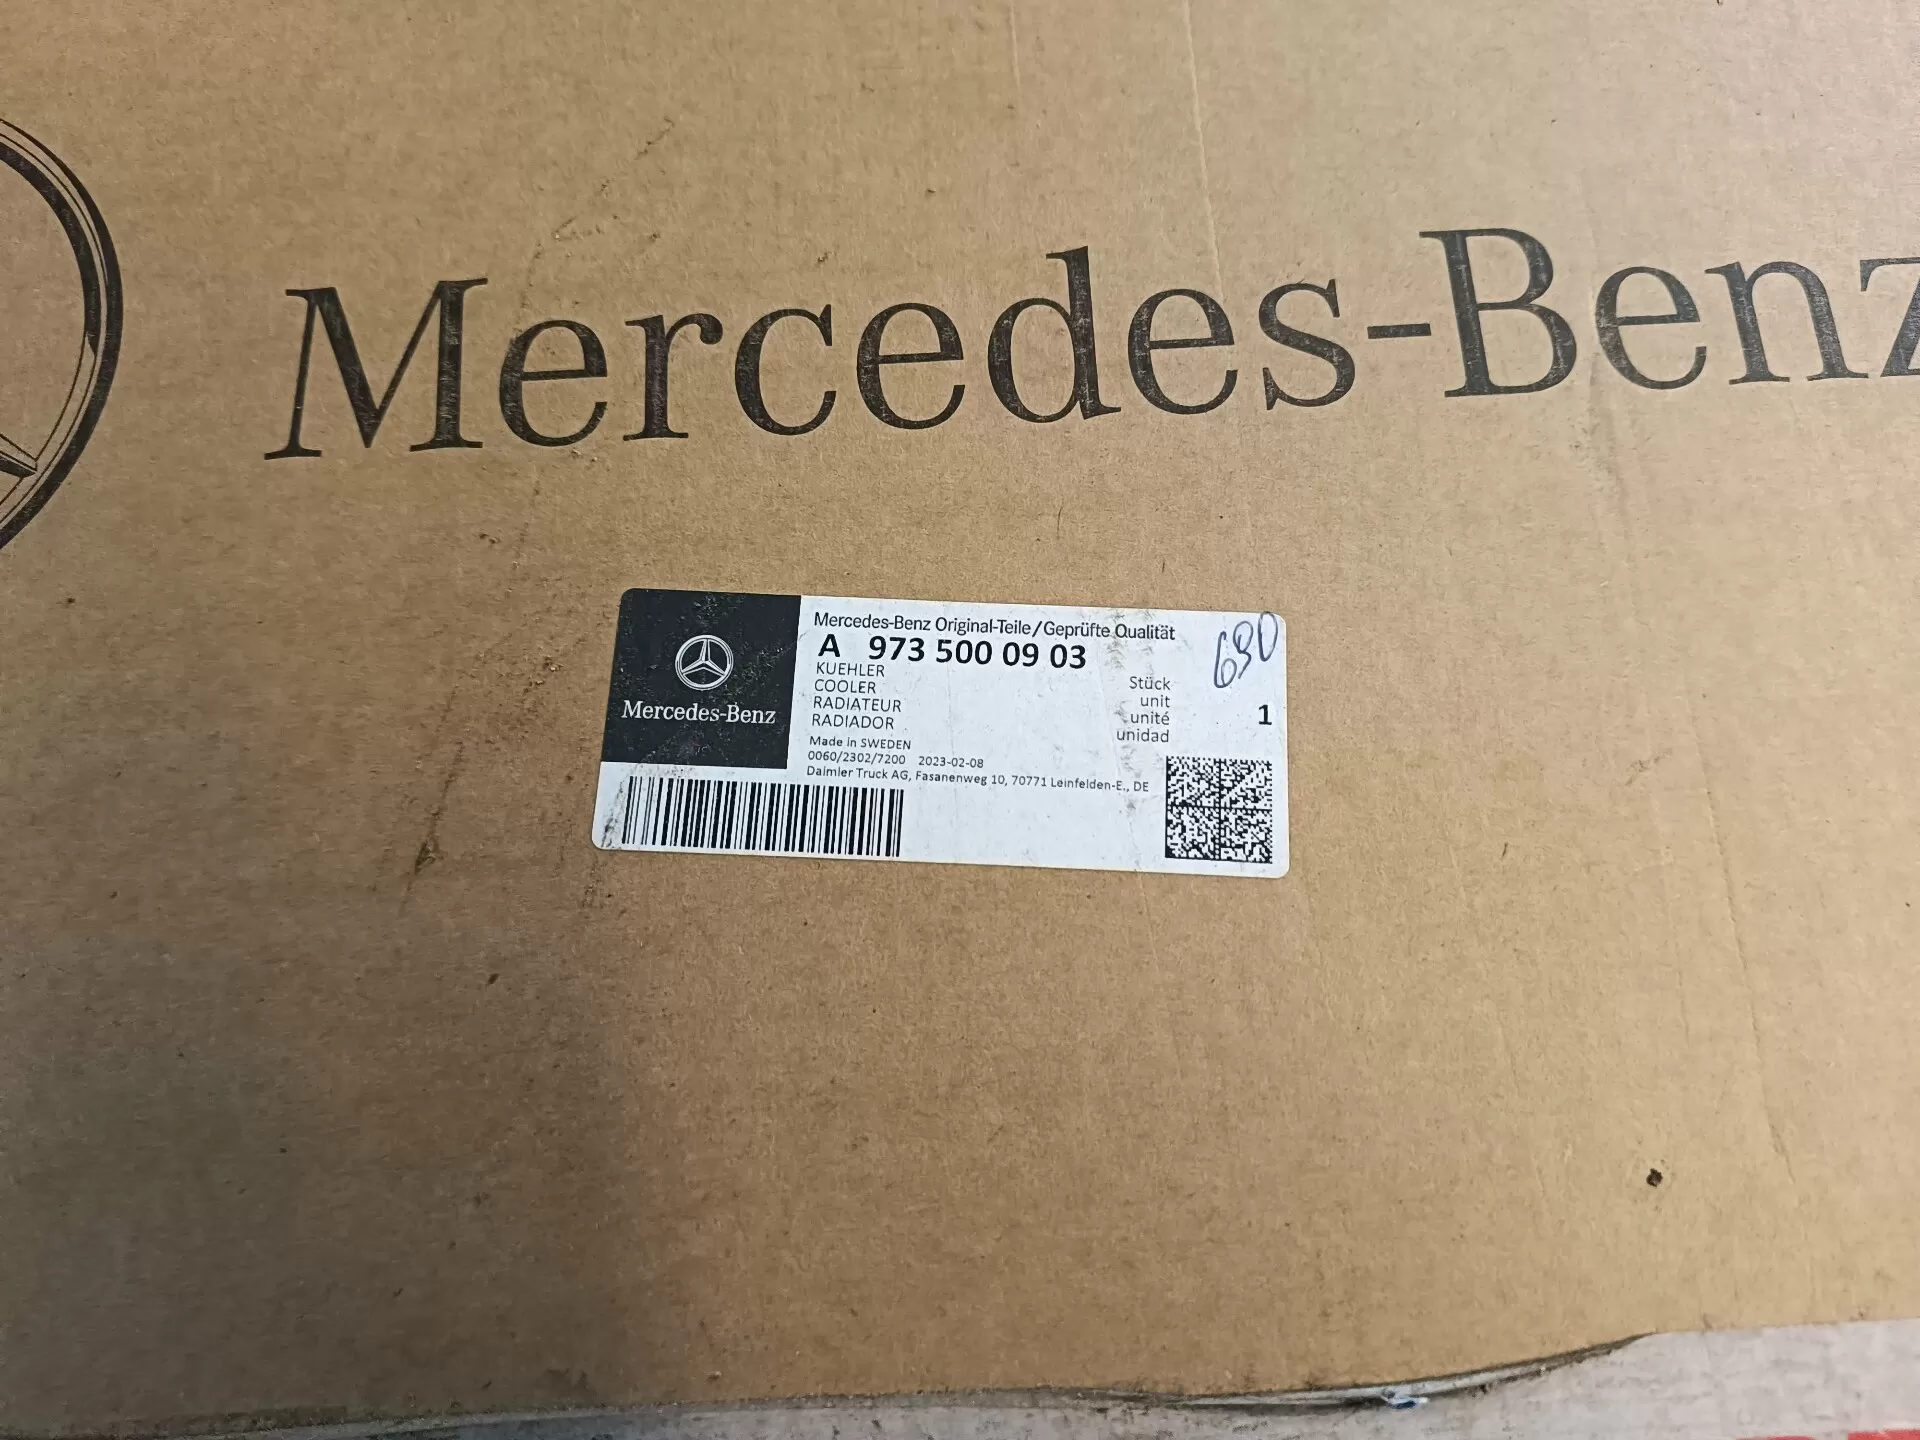 Mercedes-Benz
Mercedes-Benz Original-Teile/Geprüfte Qualität
A 973 500 09 03
KUEHLER
COOLER
RADIATEUR
RADIADOR
Stück
unit
unité
unidad
1
690
Mercedes-Benz
Made in SWEDEN
0060/2302/7200 2023-02-08
Daimler Truck AG, Fasanenweg 10, 70771 Leinfelden-E., DE